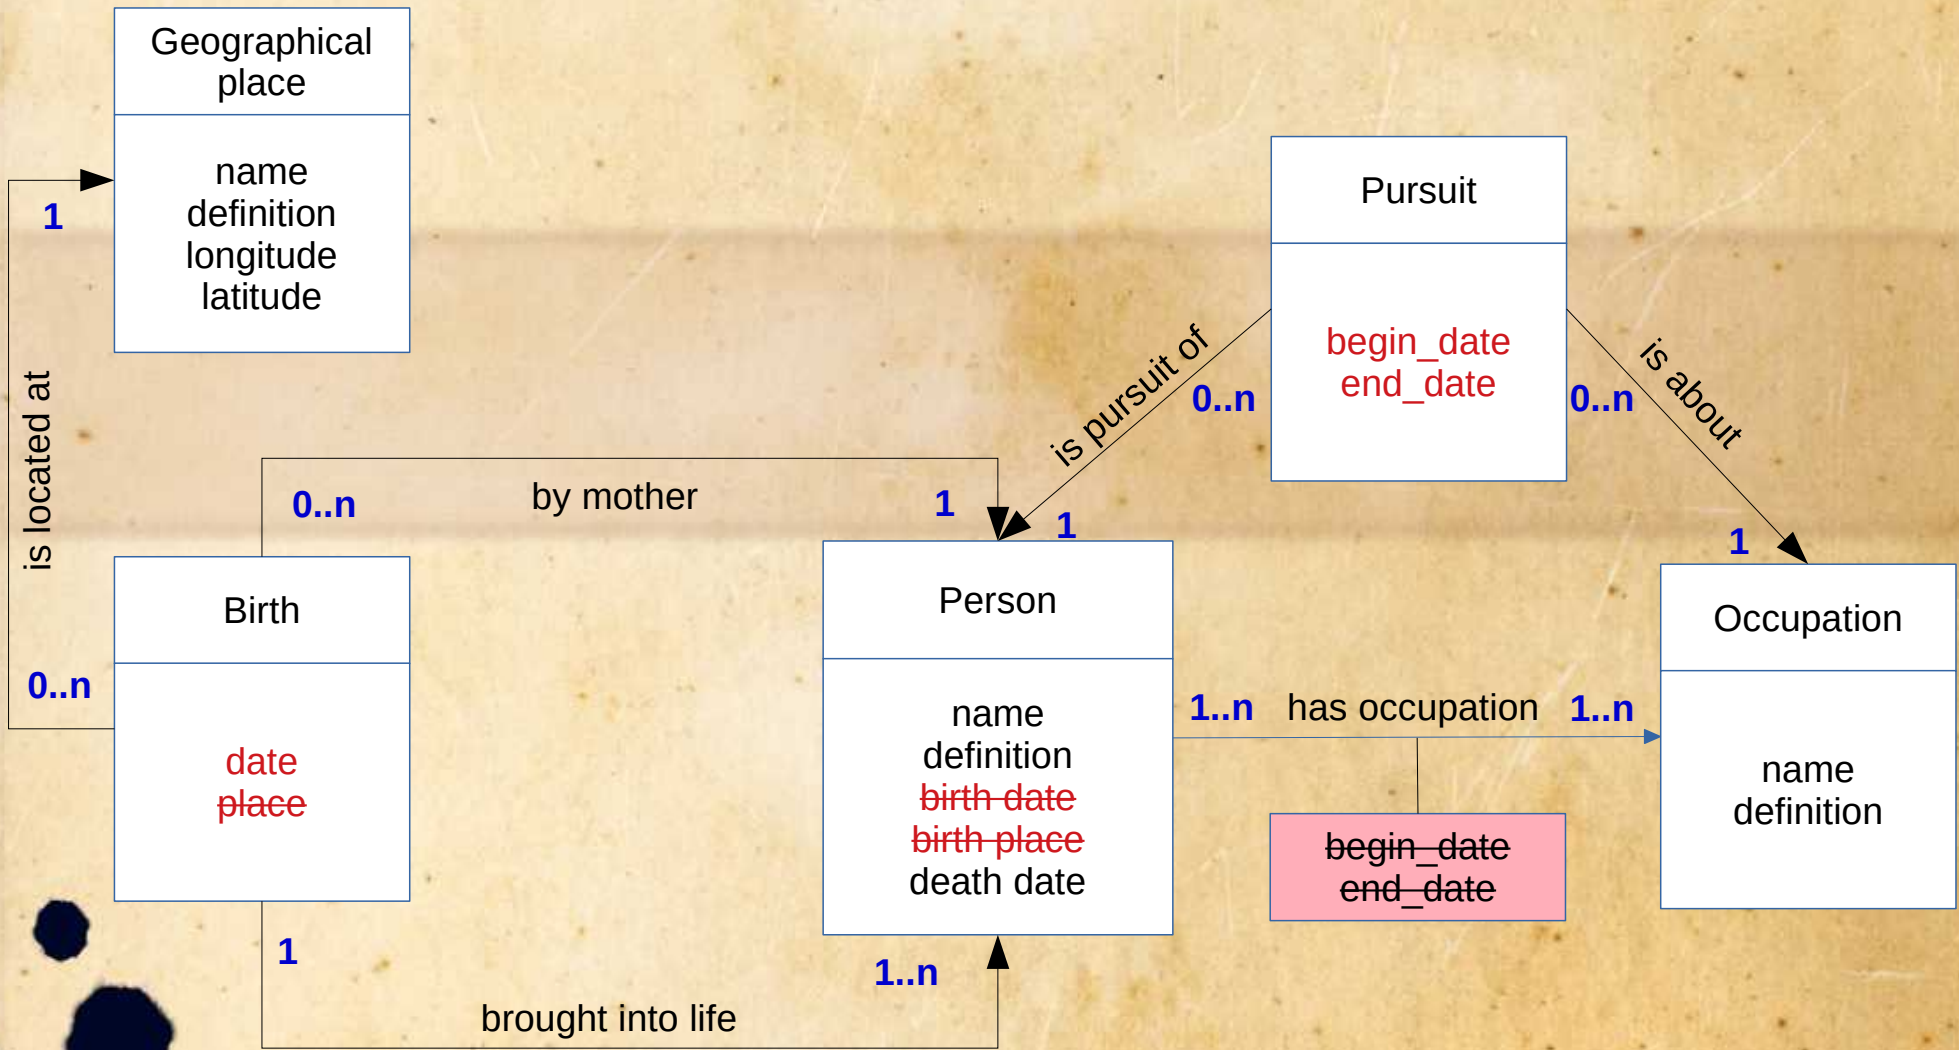 Geographical
place
name
definition
longitude
latitude
1
is located at
0..n
Pursuit
begin_date
end_date
is pursuit of
0..n
1
0..n
is about
1
0..n
by mother
1
Birth
date
place
1
brought into life
1..n
Person
name
definition
birth date
birth place
death date
1..n
has occupation
1..n
begin_date
end_date
Occupation
name
definition